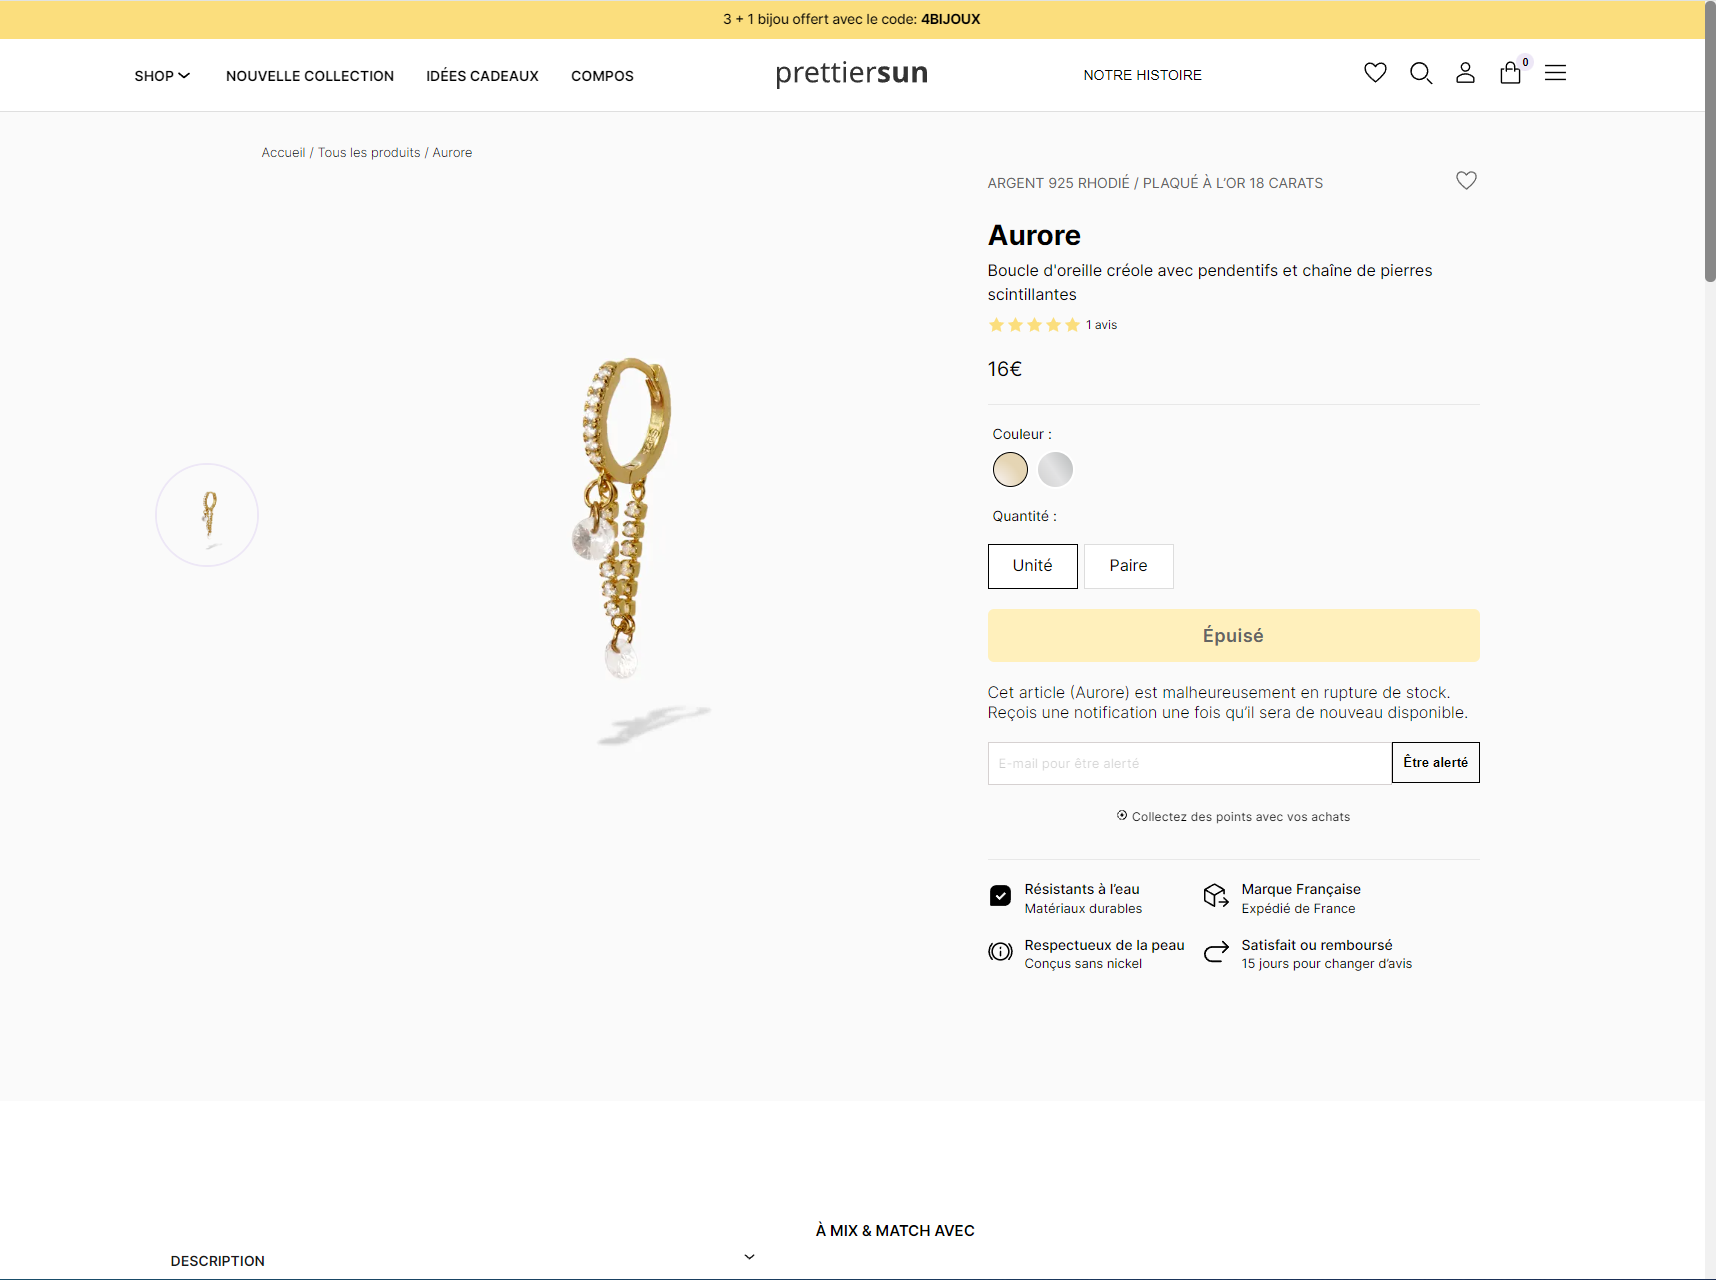 3 + 1 bijou offert avec le code: 4BIJOUX
SHOP
NOUVELLE COLLECTION
IDÉES CADEAUX
COMPOS
prettiersun
NOTRE HISTOIRE
0
Accueil / Tous les produits / Aurore
ARGENT 925 RHODIÉ / PLAQUÉ À L'OR 18 CARATS
Aurore
Boucle d'oreille créole avec pendentifs et chaîne de pierres
scintillantes
1 avis
16€
Couleur :
Quantité :
Unité
Paire
Épuisé
Cet article (Aurore) est malheureusement en rupture de stock.
Reçois une notification une fois qu'il sera de nouveau disponible.
E-mail pour être alerté
Être alerté
Collectez des points avec vos achats
Résistants à l'eau
Matériaux durables
Marque Française
Expédié de France
Respectueux de la peau
Conçus sans nickel
Satisfait ou remboursé
15 jours pour changer d'avis
À MIX & MATCH AVEC
DESCRIPTION